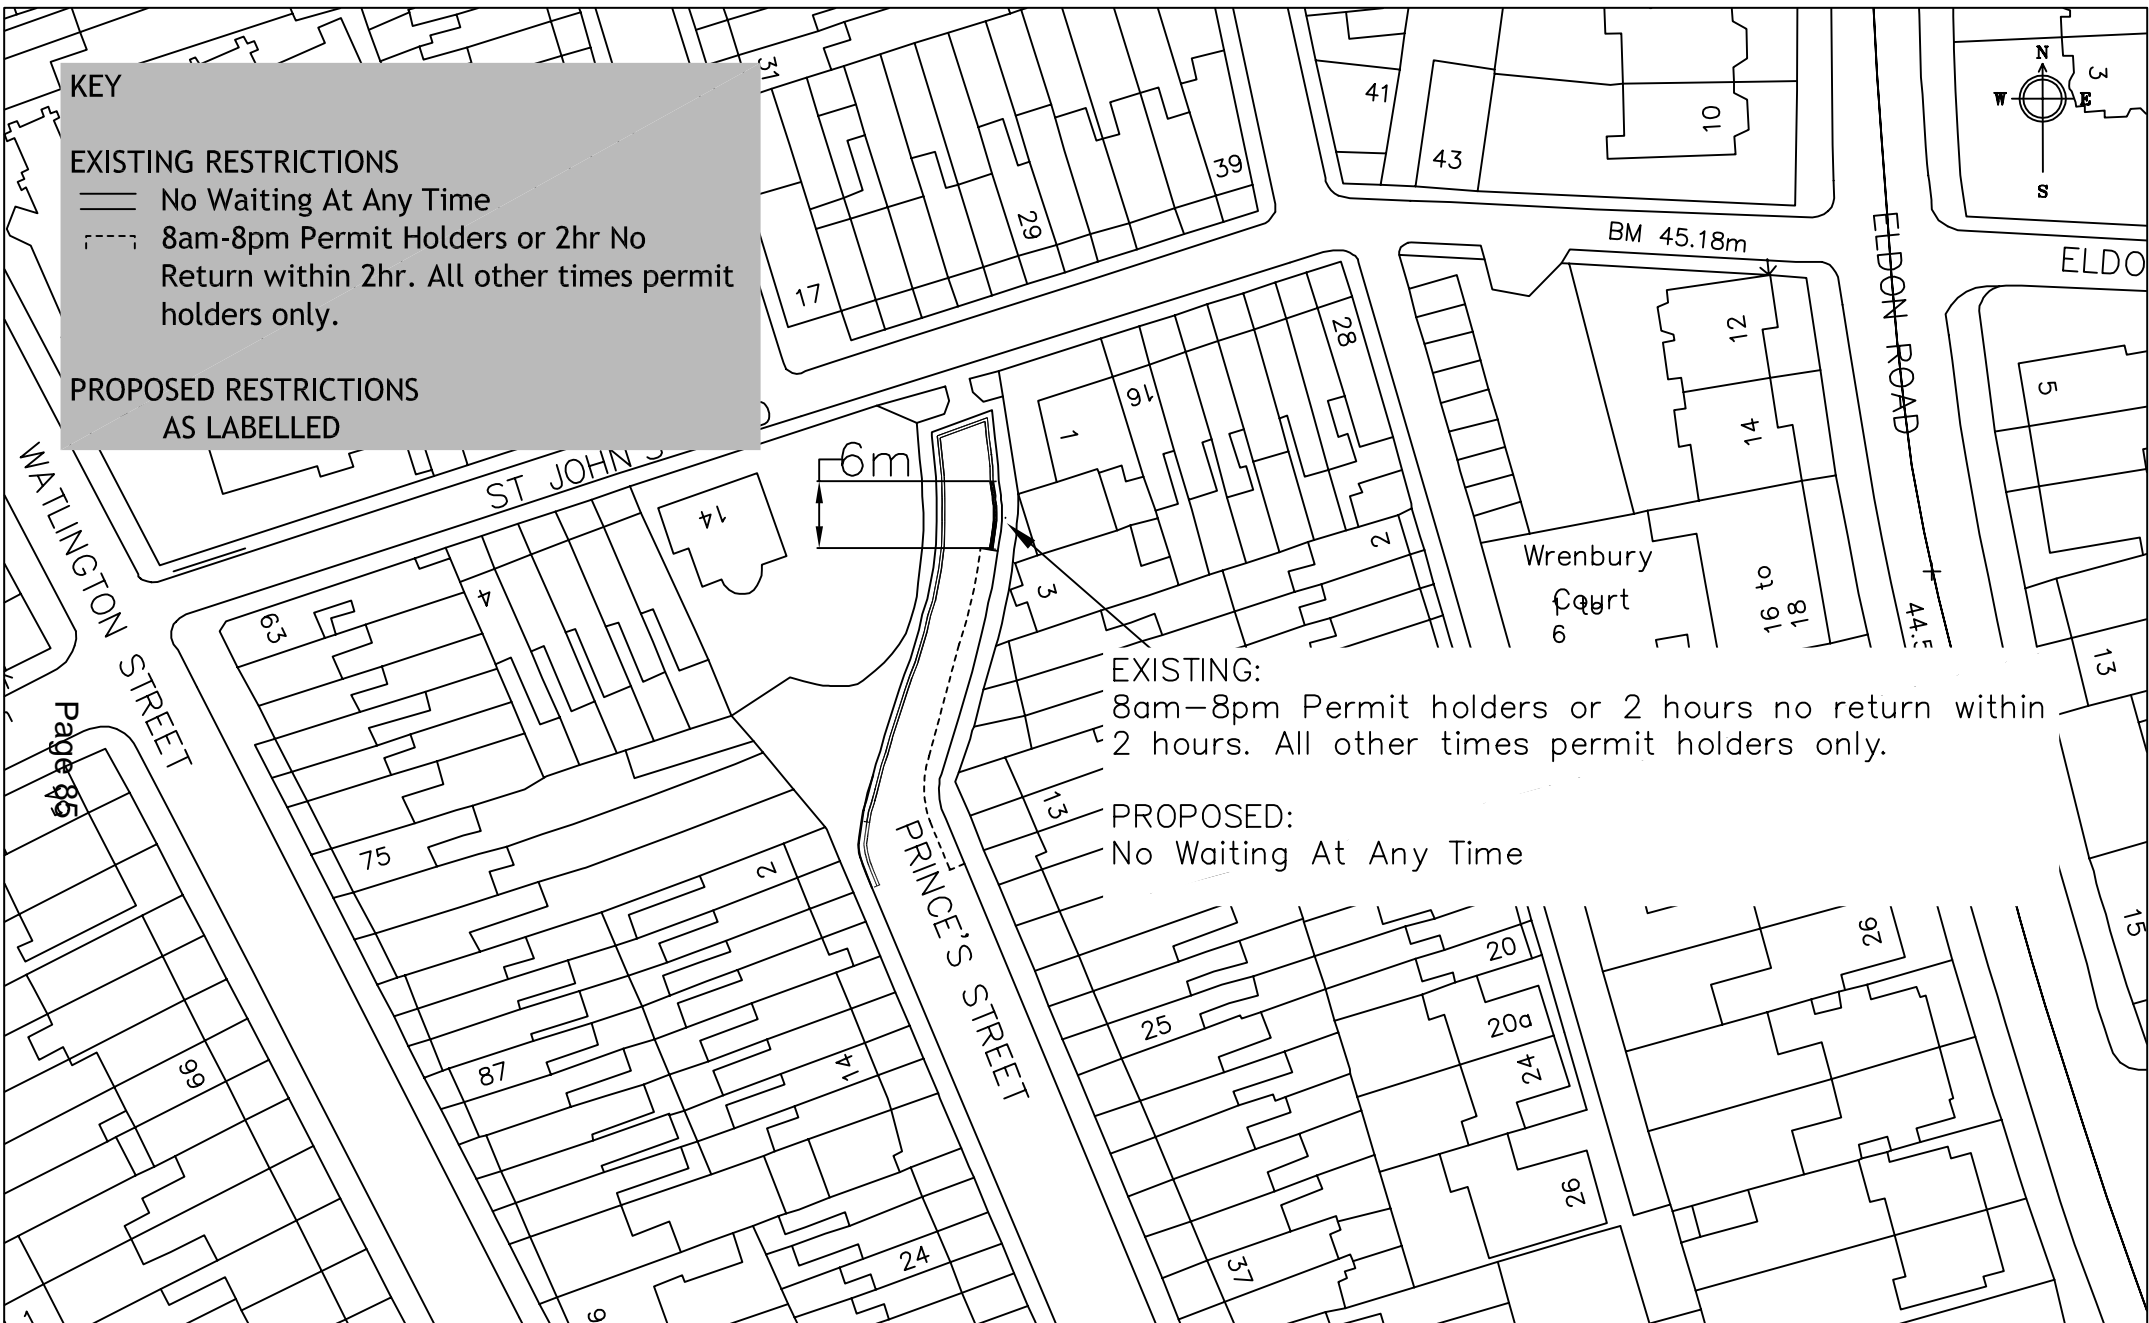 KEY
EXISTING RESTRICTIONS
No Waiting At Any Time
8am-8pm Permit Holders or 2hr No
Return within 2hr. All other times permit
holders only.
PROPOSED RESTRICTIONS
AS LABELLED
N
W E
S
31
41
43
10
3
39
29
17
BM 45.18m
ELDON ROAD
ELDO
28
16
1
12
14
5
6m
ST JOHN'S
WATLINGTON STREET
14
4
63
2
3
Wrenbury
Court
6
16 to
18
44.5
13
EXISTING:
8am-8pm Permit holders or 2 hours no return within
2 hours. All other times permit holders only.
PROPOSED:
No Waiting At Any Time
Page 85
13
75
2
PRINCE'S STREET
15
26
20
20a
24
25
87
14
66
26
24
37
1